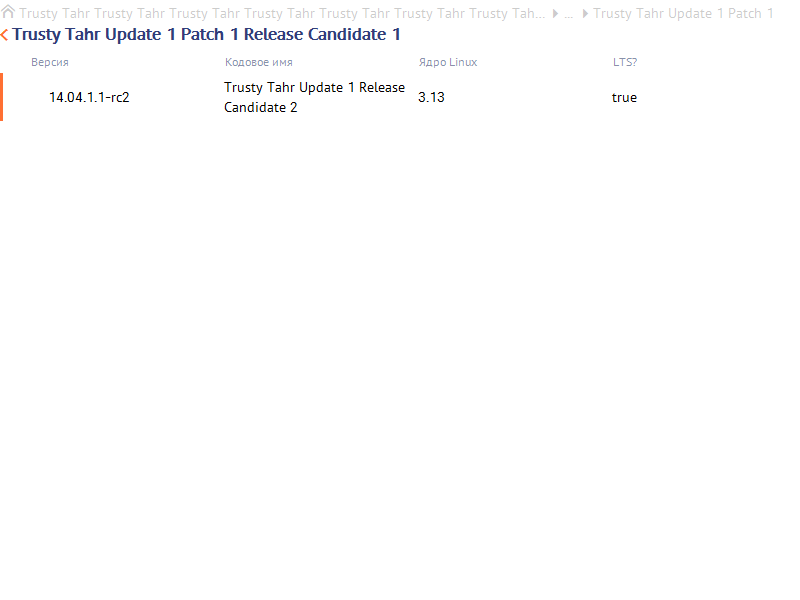 Trusty Tahr Trusty Tahr Trusty Tahr Trusty Tahr Trusty Tahr Trusty Tahr Trusty Tah... ... Trusty Tahr Update 1 Patch 1
Trusty Tahr Update 1 Patch 1 Release Candidate 1
Версия Кодовое имя Ядро Linux LTS?
14.04.1.1-rc2 Trusty Tahr Update 1 Release Candidate 2 3.13 true